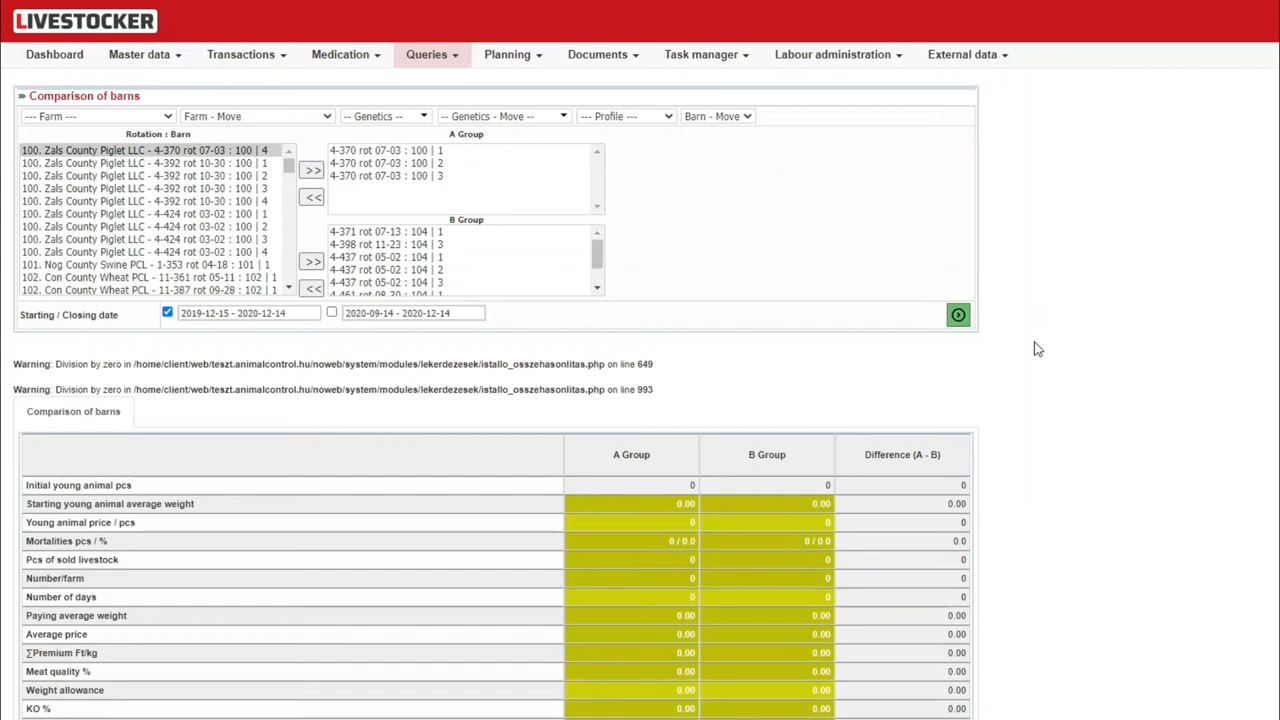 LIVESTOCKER
Dashboard Master data Transactions Medication Queries Planning Documents Task manager Labour administration External data
Comparison of barns
--- Farm --- Farm - Move -- Genetics -- -- Genetics - Move -- --- Profile --- Barn - Move
Rotation : Barn
100. Zals County Piglet LLC - 4-370 rot 07-03 : 100 | 4
100. Zals County Piglet LLC - 4-392 rot 10-30 : 100 | 1
100. Zals County Piglet LLC - 4-392 rot 10-30 : 100 | 2
100. Zals County Piglet LLC - 4-392 rot 10-30 : 100 | 3
100. Zals County Piglet LLC - 4-392 rot 10-30 : 100 | 4
100. Zals County Piglet LLC - 4-424 rot 03-02 : 100 | 1
100. Zals County Piglet LLC - 4-424 rot 03-02 : 100 | 2
100. Zals County Piglet LLC - 4-424 rot 03-02 : 100 | 3
100. Zals County Piglet LLC - 4-424 rot 03-02 : 100 | 4
101. Nog County Swine PCL - 1-353 rot 04-18 : 101 | 1
102. Con County Wheat PCL - 11-361 rot 05-11 : 102 | 1
102. Con County Wheat PCL - 11-387 rot 09-28 : 102 | 1
>>
<<
>>
<<
A Group
4-370 rot 07-03 : 100 | 1
4-370 rot 07-03 : 100 | 2
4-370 rot 07-03 : 100 | 3
B Group
4-371 rot 07-13 : 104 | 1
4-398 rot 11-23 : 104 | 3
4-437 rot 05-02 : 104 | 1
4-437 rot 05-02 : 104 | 2
4-437 rot 05-02 : 104 | 3
4-461 rot 08-30 : 104 | 1
Starting / Closing date 2019-12-15 - 2020-12-14 2020-09-14 - 2020-12-14
Warning: Division by zero in /home/client/web/teszt.animalcontrol.hu/noweb/system/modules/lekerdezesek/istallo_osszehasonlitas.php on line 649
Warning: Division by zero in /home/client/web/teszt.animalcontrol.hu/noweb/system/modules/lekerdezesek/istallo_osszehasonlitas.php on line 993
Comparison of barns
A Group B Group Difference (A - B)
Initial young animal pcs 0 0 0
Starting young animal average weight 0.00 0.00 0.00
Young animal price / pcs 0 0 0
Mortalities pcs / % 0 / 0.0 0 / 0.0 0.0
Pcs of sold livestock 0 0 0
Number/farm 0 0 0
Number of days 0 0 0
Paying average weight 0.00 0.00 0.00
Average price 0.00 0.00 0.00
∑Premium Ft/kg 0.00 0.00 0.00
Meat quality % 0.00 0.00 0.00
Weight allowance 0.00 0.00 0.00
KO % 0.00 0.00 0.00